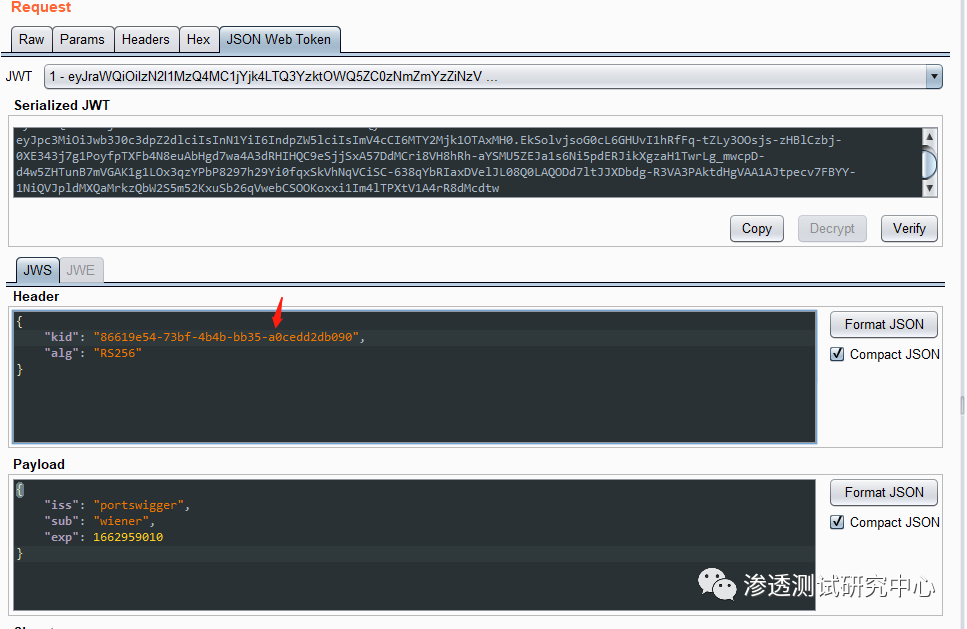 Request
Raw
Params
Headers
Hex
JSON Web Token
JWT
1 - eyJraWQiOiIzN2I1MzQ4MC1jYjk4LTQ3YzktOWQ5ZC0zNmZmYzZiNzV ...
Serialized JWT
eyJpc3MiOiJwb3J0c3dpZ2dlciIsInN1YiI6IndpZW5lciIsImV4cCI6MTY2Mjk1OTAxMH0.EkSolvjsoG0cL6GHUvI1hRfFq-tZLy3OOsjs-zHBlCzbj-
0XE343j7g1PoyfpTXFb4N8euAbHgd7wa4A3dRHIHQC9eSjjSxA57DdMCri8VH8hRh-aYSMU5ZEJa1s6Ni5pdERJikXgzaH1TwrLg_mwcpD-
d4w5ZHTunB7mVGAK1g1LOx3qzYPbP8297h29Yi0fqxSkVhNqVCiSC-638qYbRIaxDVelJL08Q0LAQODd7ltJJXDbdg-R3VA3PAktdHgVAA1AJtpecv7FBYY-
1NiQVJpldMXQaMrkzQbW2S5m52KxuSb26qVwebCSOOKoxxi1Im4lTPXtV1A4rR8dMcdtw
Copy
Decrypt
Verify
JWS
JWE
Header
{
"kid": "86619e54-73bf-4b4b-bb35-a0cedd2db090",
"alg": "RS256"
}
Format JSON
Compact JSON
Payload
{
"iss": "portswigger",
"sub": "wiener",
"exp": 1662959010
}
Format JSON
Compact JSON
渗透测试研究中心